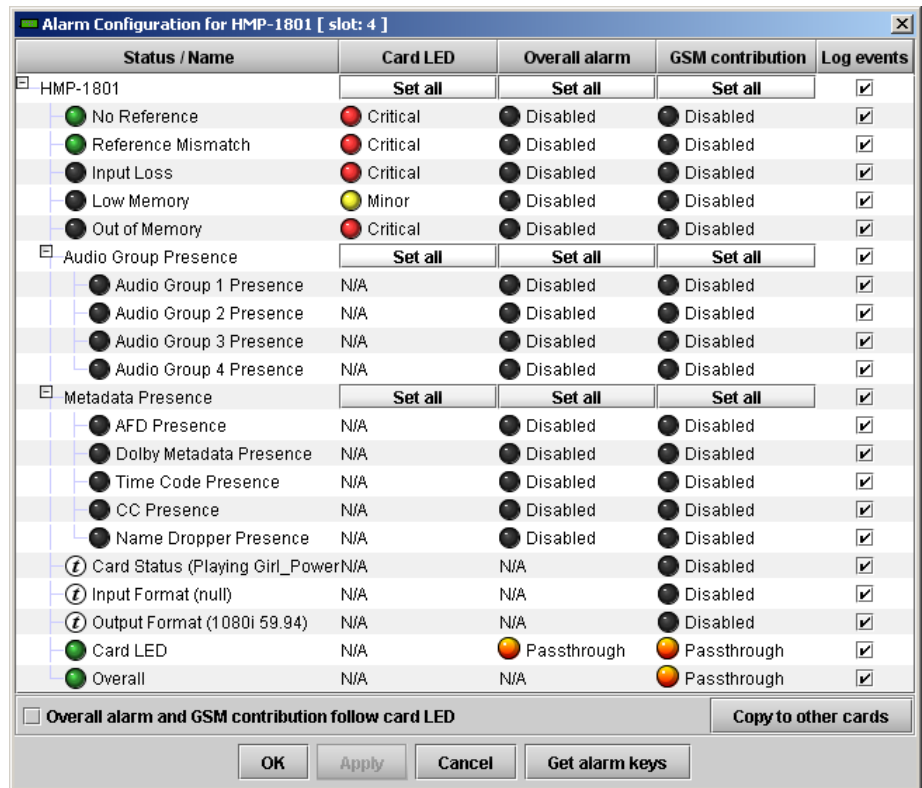 Alarm Configuration for HMP-1801 [ slot: 4 ]
Status / Name Card LED Overall alarm GSM contribution Log events
HMP-1801 Set all Set all Set all
No Reference Critical Disabled Disabled
Reference Mismatch Critical Disabled Disabled
Input Loss Critical Disabled Disabled
Low Memory Minor Disabled Disabled
Out of Memory Critical Disabled Disabled
Audio Group Presence Set all Set all Set all
Audio Group 1 Presence N/A Disabled Disabled
Audio Group 2 Presence N/A Disabled Disabled
Audio Group 3 Presence N/A Disabled Disabled
Audio Group 4 Presence N/A Disabled Disabled
Metadata Presence Set all Set all Set all
AFD Presence N/A Disabled Disabled
Dolby Metadata Presence N/A Disabled Disabled
Time Code Presence N/A Disabled Disabled
CC Presence N/A Disabled Disabled
Name Dropper Presence N/A Disabled Disabled
t Card Status (Playing Girl_Power N/A N/A Disabled
t Input Format (null) N/A N/A Disabled
t Output Format (1080i 59.94) N/A N/A Disabled
Card LED N/A Passthrough Passthrough
Overall N/A N/A Passthrough
Overall alarm and GSM contribution follow card LED Copy to other cards
OK Apply Cancel Get alarm keys